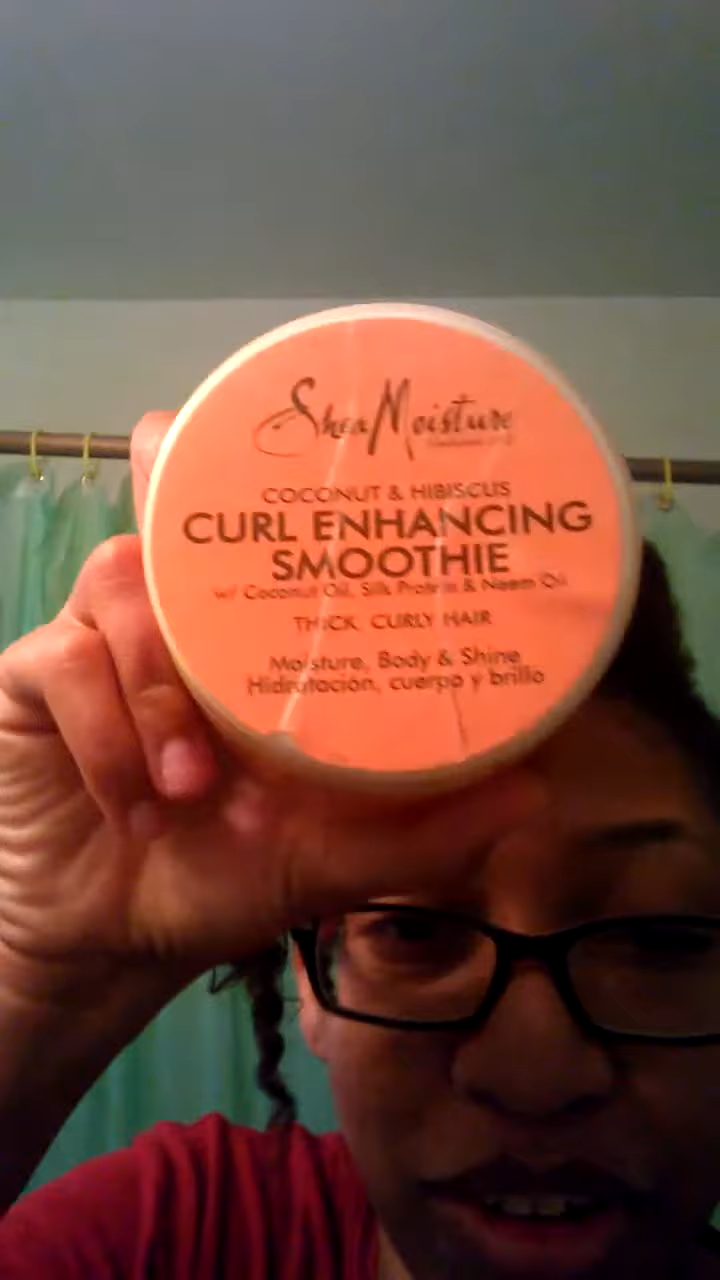 SheaMoisture
COCONUT & HIBISCUS
CURL ENHANCING
SMOOTHIE
w/ Coconut Oil, Silk Protein & Neem Oil
THICK, CURLY HAIR
Moisture, Body & Shine
Hidratación, cuerpo y brillo